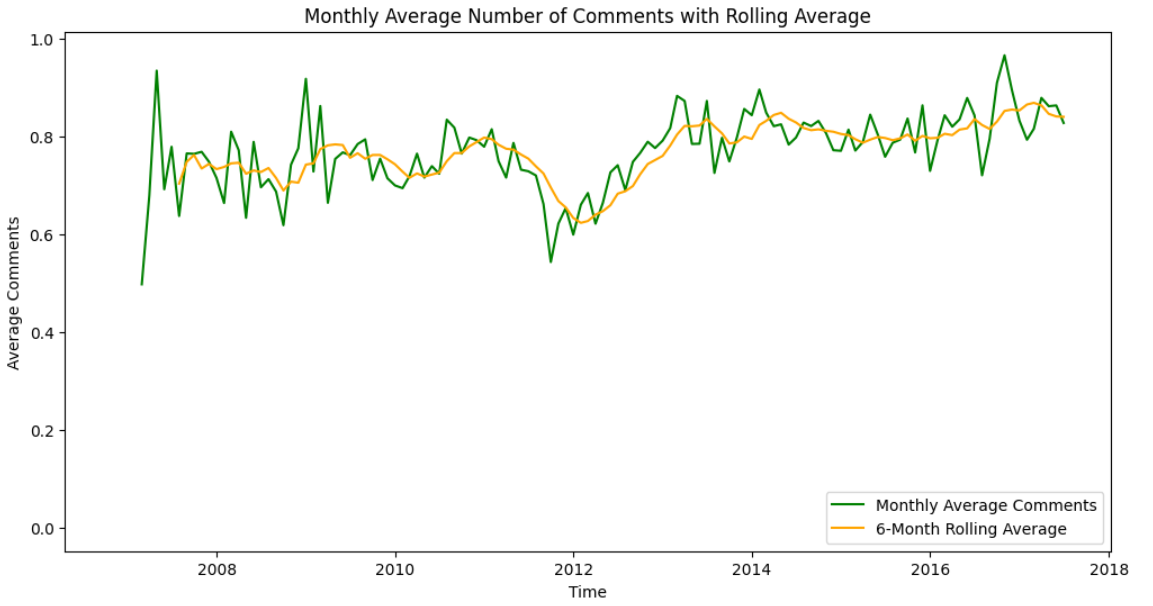 Monthly Average Number of Comments with Rolling Average
1.0
0.8
0.6
0.4
0.2
0.0
Average Comments
Monthly Average Comments
6-Month Rolling Average
2008
2010
2012
2014
2016
2018
Time